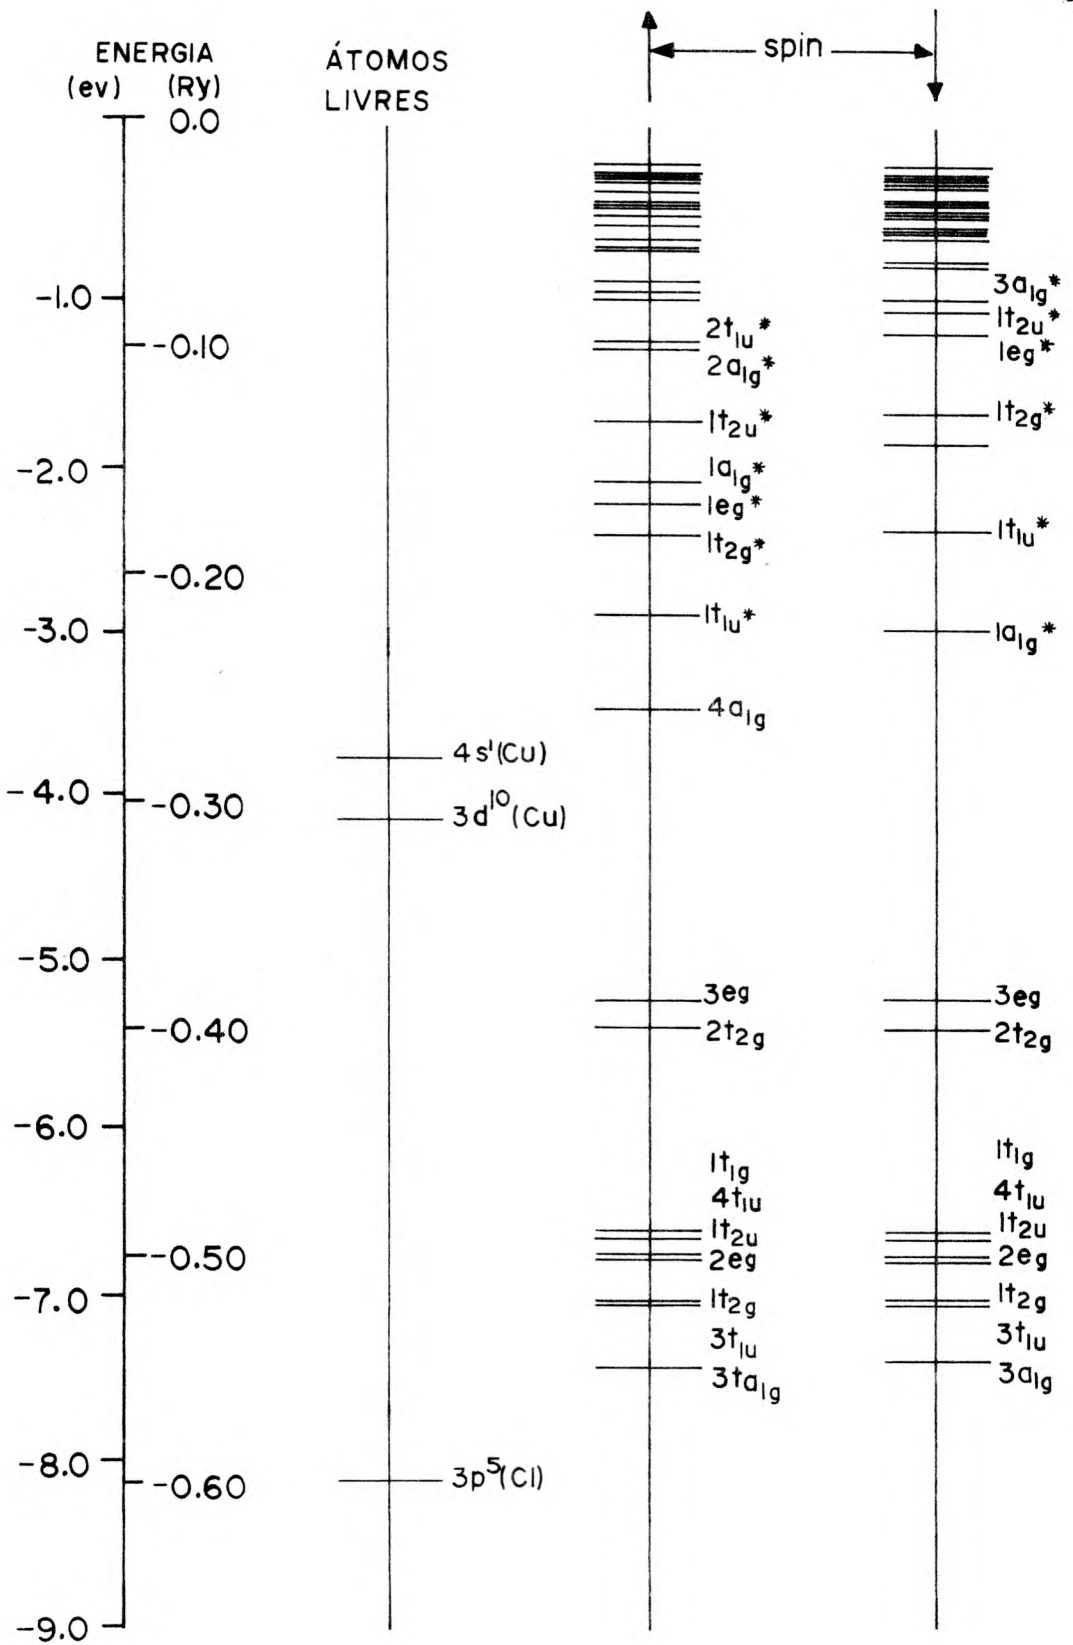 ENERGIA
(ev) (Ry)
ÁTOMOS
LIVRES
spin
0.0
-1.0
-0.10
-2.0
-0.20
-3.0
-4.0
-0.30
-5.0
-0.40
-6.0
-0.50
-7.0
-8.0
-0.60
-9.0
4s¹(Cu)
3d¹⁰(Cu)
3p⁵(Cl)
2t₁ᵤ*
2a₁g*
1t₂ᵤ*
1a₁g*
1eg*
1t₂g*
1t₁ᵤ*
4a₁g
3eg
2t₂g
1t₁g
4t₁ᵤ
1t₂ᵤ
2eg
1t₂g
3t₁ᵤ
3ta₁g
3a₁g*
1t₂ᵤ*
1eg*
1t₂g*
1t₁ᵤ*
1a₁g*
3eg
2t₂g
1t₁g
4t₁ᵤ
1t₂ᵤ
2eg
1t₂g
3t₁ᵤ
3a₁g